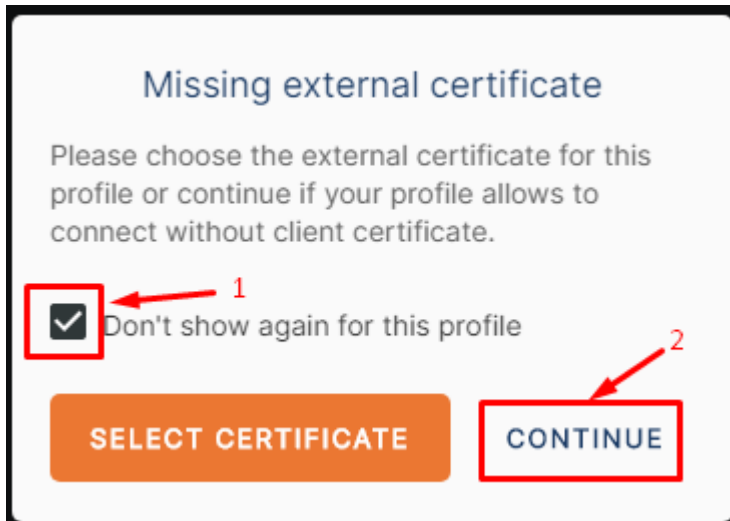 Missing external certificate
Please choose the external certificate for this
profile or continue if your profile allows to
connect without client certificate.
1
Don't show again for this profile
2
SELECT CERTIFICATE
CONTINUE